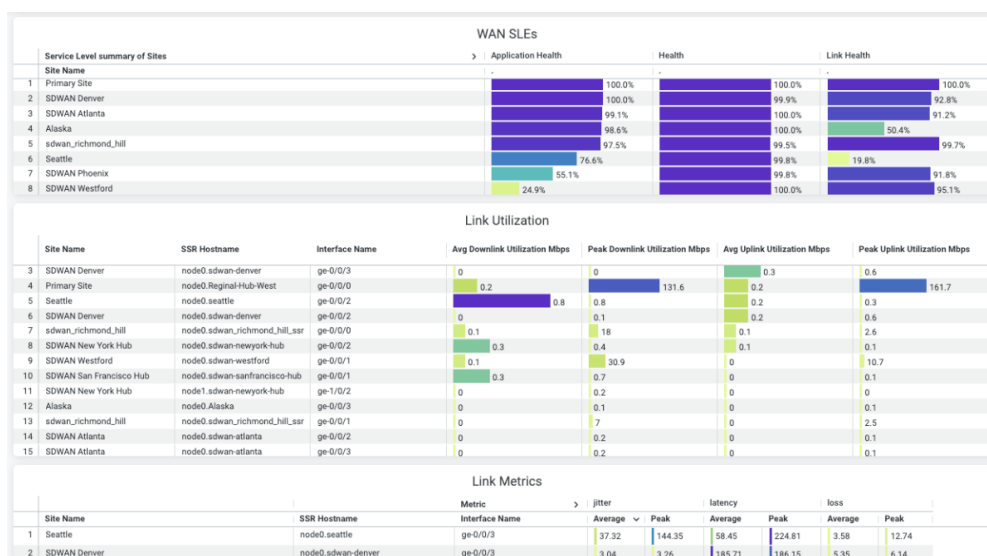 WAN SLEs
Service Level summary of Sites > Application Health Health Link Health
Site Name . . .
1 Primary Site 100.0% 100.0% 100.0%
2 SDWAN Denver 100.0% 99.9% 92.8%
3 SDWAN Atlanta 99.1% 100.0% 91.2%
4 Alaska 98.6% 100.0% 50.4%
5 sdwan_richmond_hill 97.5% 99.5% 99.7%
6 Seattle 76.6% 99.8% 19.8%
7 SDWAN Phoenix 55.1% 99.8% 91.8%
8 SDWAN Westford 24.9% 100.0% 95.1%
Link Utilization
Site Name SSR Hostname Interface Name Avg Downlink Utilization Mbps Peak Downlink Utilization Mbps Avg Uplink Utilization Mbps Peak Uplink Utilization Mbps
3 SDWAN Denver node0.sdwan-denver ge-0/0/3 0 0 0.3 0.6
4 Primary Site node0.Reginal-Hub-West ge-0/0/0 0.2 131.6 0.2 161.7
5 Seattle node0.seattle ge-0/0/2 0.8 0.8 0.2 0.3
6 SDWAN Denver node0.sdwan-denver ge-0/0/2 0 0.1 0.2 0.6
7 sdwan_richmond_hill node0.sdwan_richmond_hill_ssr ge-0/0/0 0.1 18 0.1 2.6
8 SDWAN New York Hub node0.sdwan-newyork-hub ge-0/0/2 0.3 0.4 0.1 0.1
9 SDWAN Westford node0.sdwan-westford ge-0/0/1 0.1 30.9 0 10.7
10 SDWAN San Francisco Hub node0.sdwan-sanfrancisco-hub ge-0/0/1 0.3 0.7 0 0.1
11 SDWAN New York Hub node1.sdwan-newyork-hub ge-1/0/2 0 0.2 0 0
12 Alaska node0.Alaska ge-0/0/3 0 0.1 0 0.1
13 sdwan_richmond_hill node0.sdwan_richmond_hill_ssr ge-0/0/1 0 7 0 2.5
14 SDWAN Atlanta node0.sdwan-atlanta ge-0/0/2 0 0.2 0 0.1
15 SDWAN Atlanta node0.sdwan-atlanta ge-0/0/3 0 0.2 0 0.1
Link Metrics
Metric > jitter latency loss
Site Name SSR Hostname Interface Name Average Peak Average Peak Average Peak
1 Seattle node0.seattle ge-0/0/3 37.32 144.35 58.45 224.81 3.58 12.74
2 SDWAN Denver node0.sdwan-denver ge-0/0/3 3.04 3.26 185.71 186.15 5.35 6.14